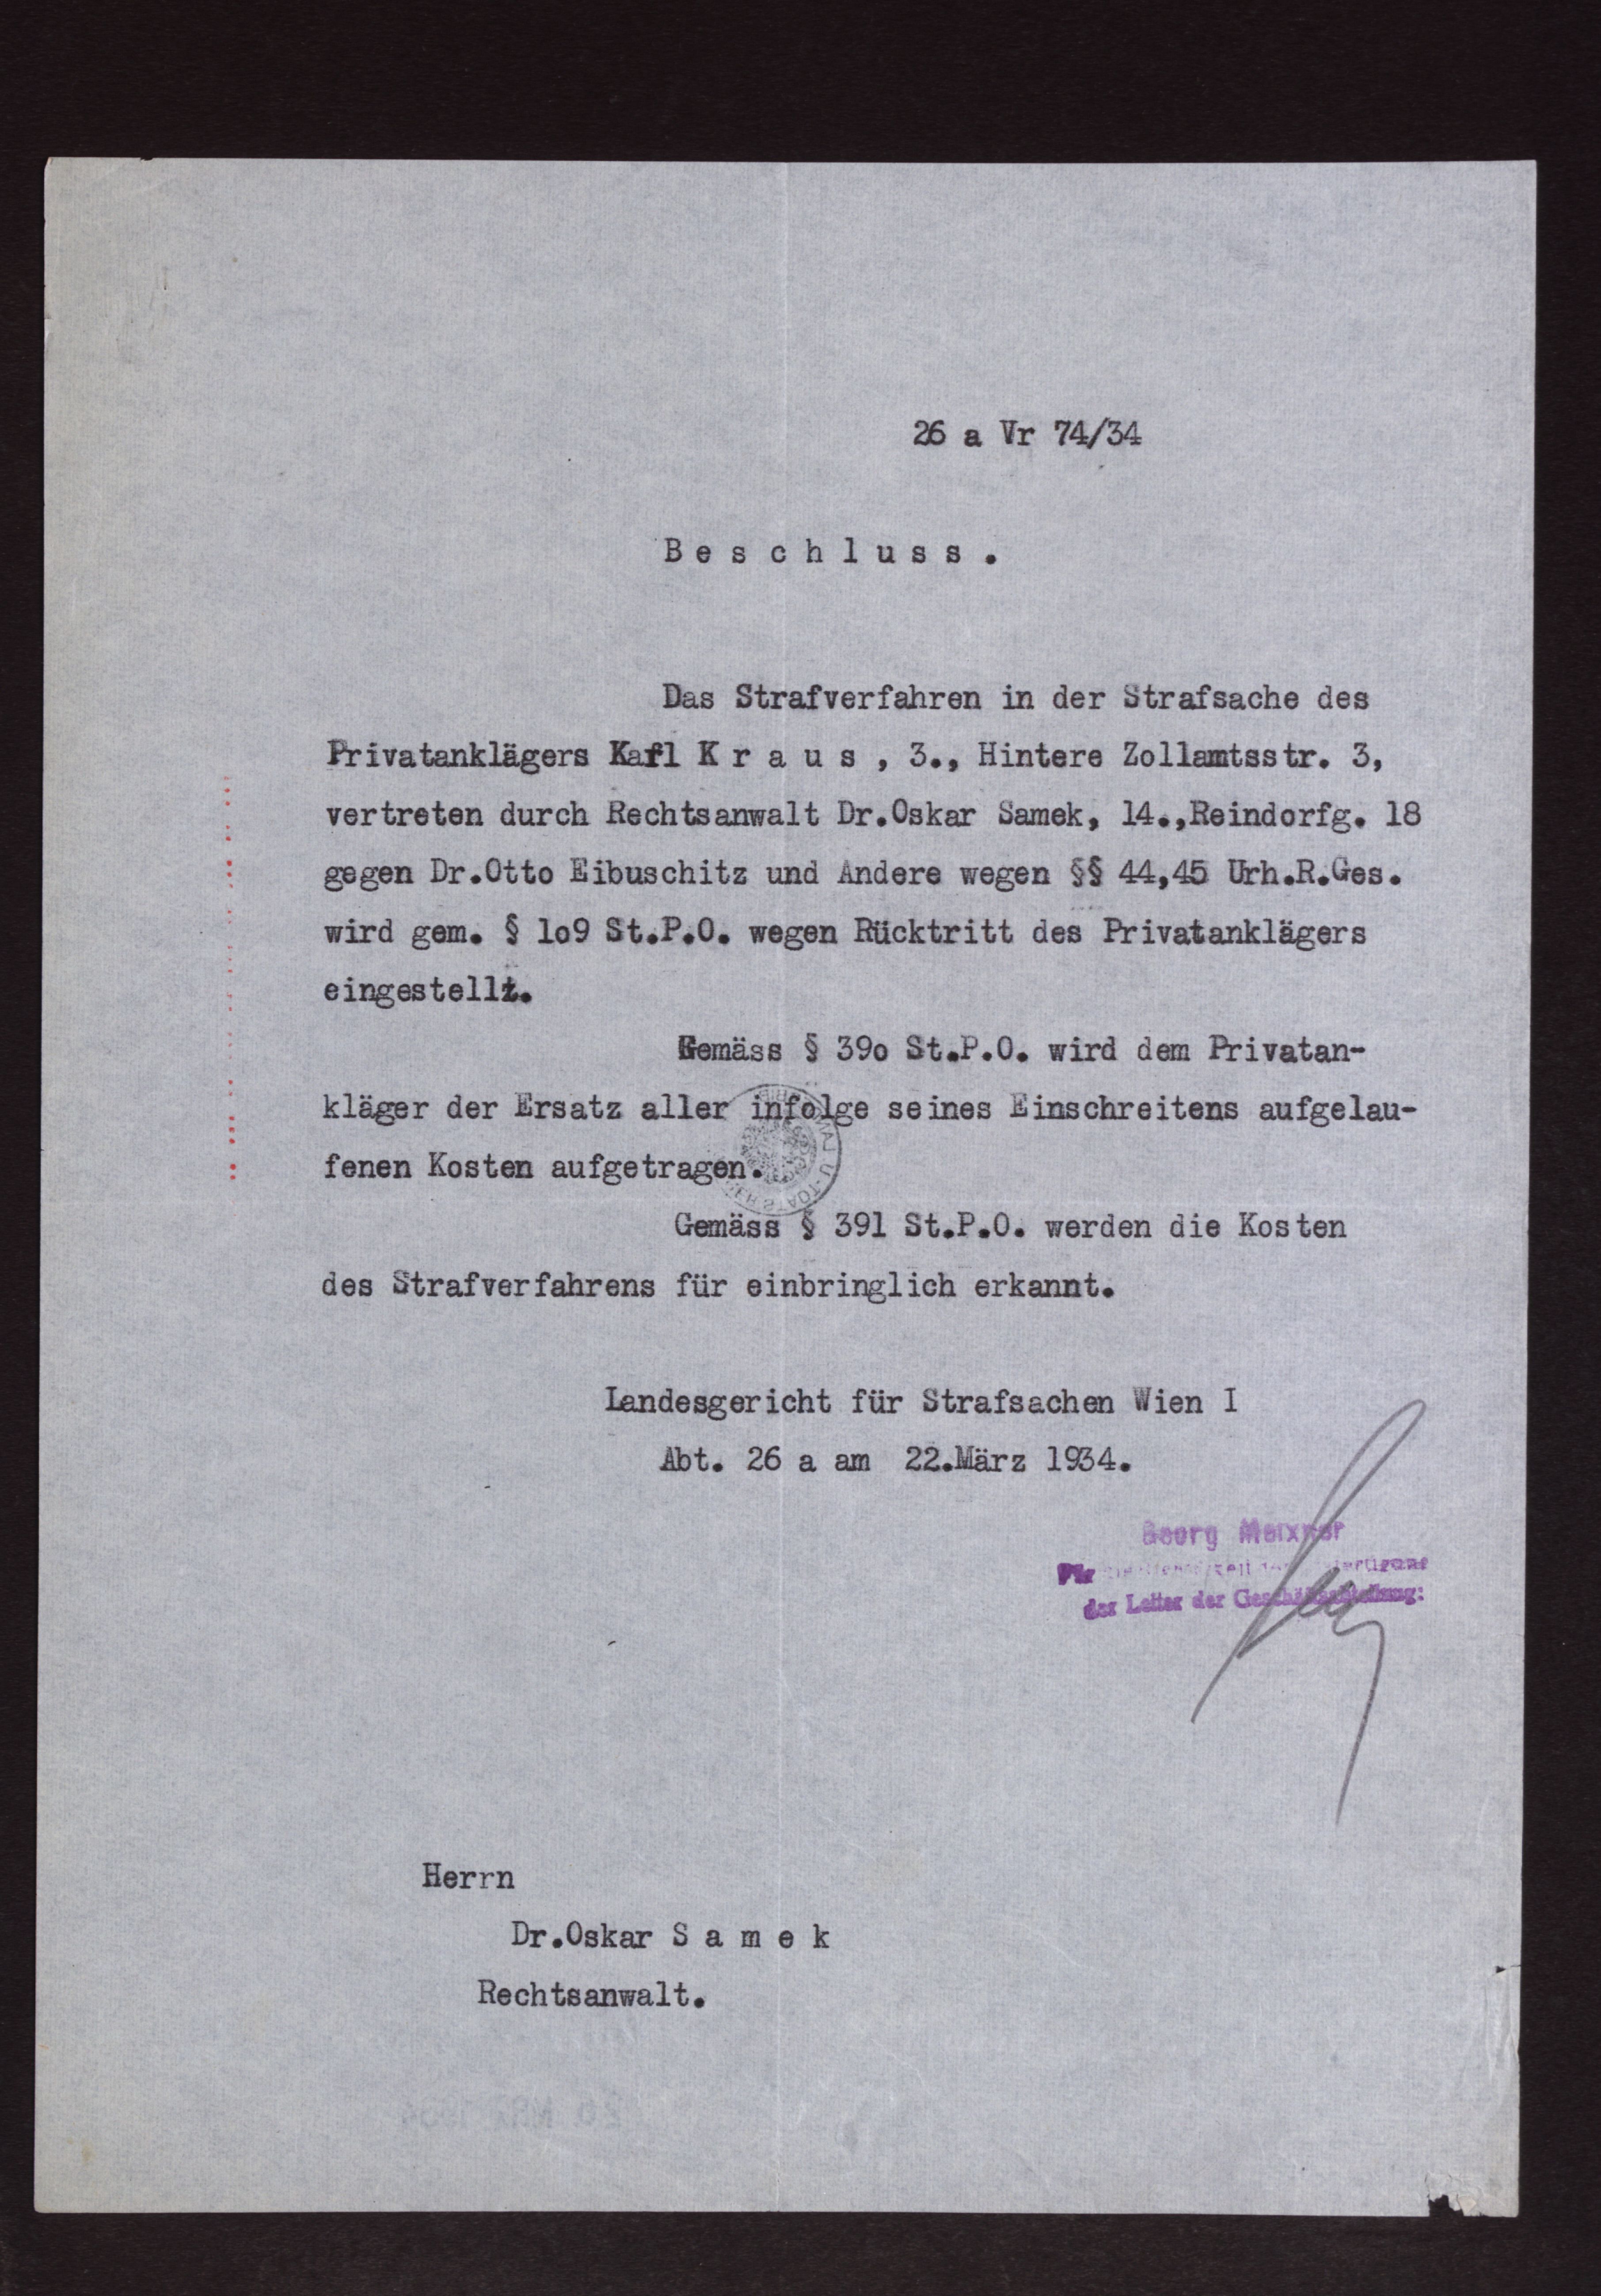 26 a Vr 74/34
B e s c h l u s s .
Das Strafverfahren in der Strafsache des
Privatanklägers Karl K r a u s , 3., Hintere Zollamtsstr. 3,
vertreten durch Rechtsanwalt Dr.Oskar Samek, 14.,Reindorfg. 18
gegen Dr.Otto Eibuschitz und Andere wegen §§ 44,45 Urh.R.Ges.
wird gem. § 1o9 St.P.O. wegen Rücktritt des Privatanklägers
eingestellt.
Gemäss § 39o St.P.O. wird dem Privatan-
kläger der Ersatz aller infolge seines Einschreitens aufgelau-
fenen Kosten aufgetragen.
Gemäss § 391 St.P.O. werden die Kosten
des Strafverfahrens für einbringlich erkannt.
Landesgericht für Strafsachen Wien I
Abt. 26 a am 22.März 1934.
Georg Meixner
Für
der Leiter der Geschäftsabteilung:
Herrn
Dr.Oskar S a m e k
Rechtsanwalt.